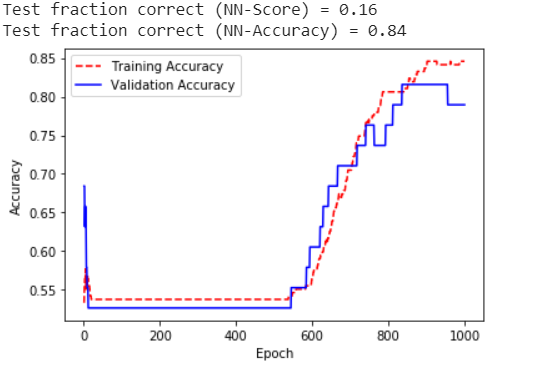 Test fraction correct (NN-Score) = 0.16
Test fraction correct (NN-Accuracy) = 0.84
0.85
Training Accuracy
Validation Accuracy
0.80
0.75
0.70
0.65
0.60
0.55
Accuracy
0 200 400 600 800 1000
Epoch